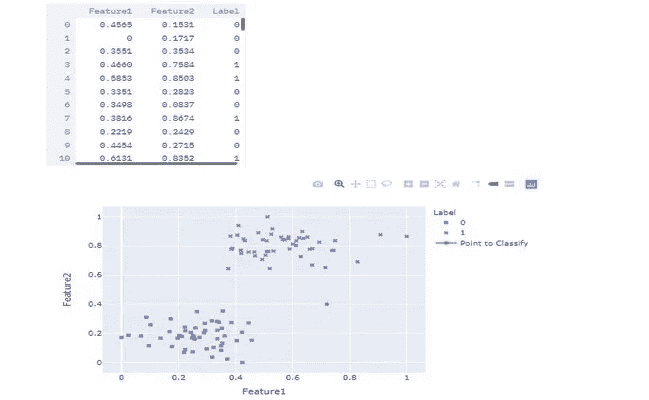 Feature1 Feature2 Label
0 0.4565 0.1531 0
1 0 0.1717 0
2 0.3551 0.3534 0
3 0.4660 0.7584 1
4 0.5853 0.8503 1
5 0.3351 0.2823 0
6 0.3498 0.0837 0
7 0.3816 0.8674 1
8 0.2219 0.2429 0
9 0.4454 0.2715 0
10 0.6131 0.8352 1
Label
0
1
Point to Classify
1
0.8
0.6
0.4
0.2
0
Feature2
0 0.2 0.4 0.6 0.8 1
Feature1